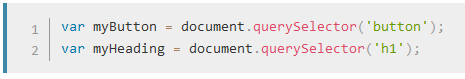 1 var myButton = document.querySelector('button');
2 var myHeading = document.querySelector('h1');